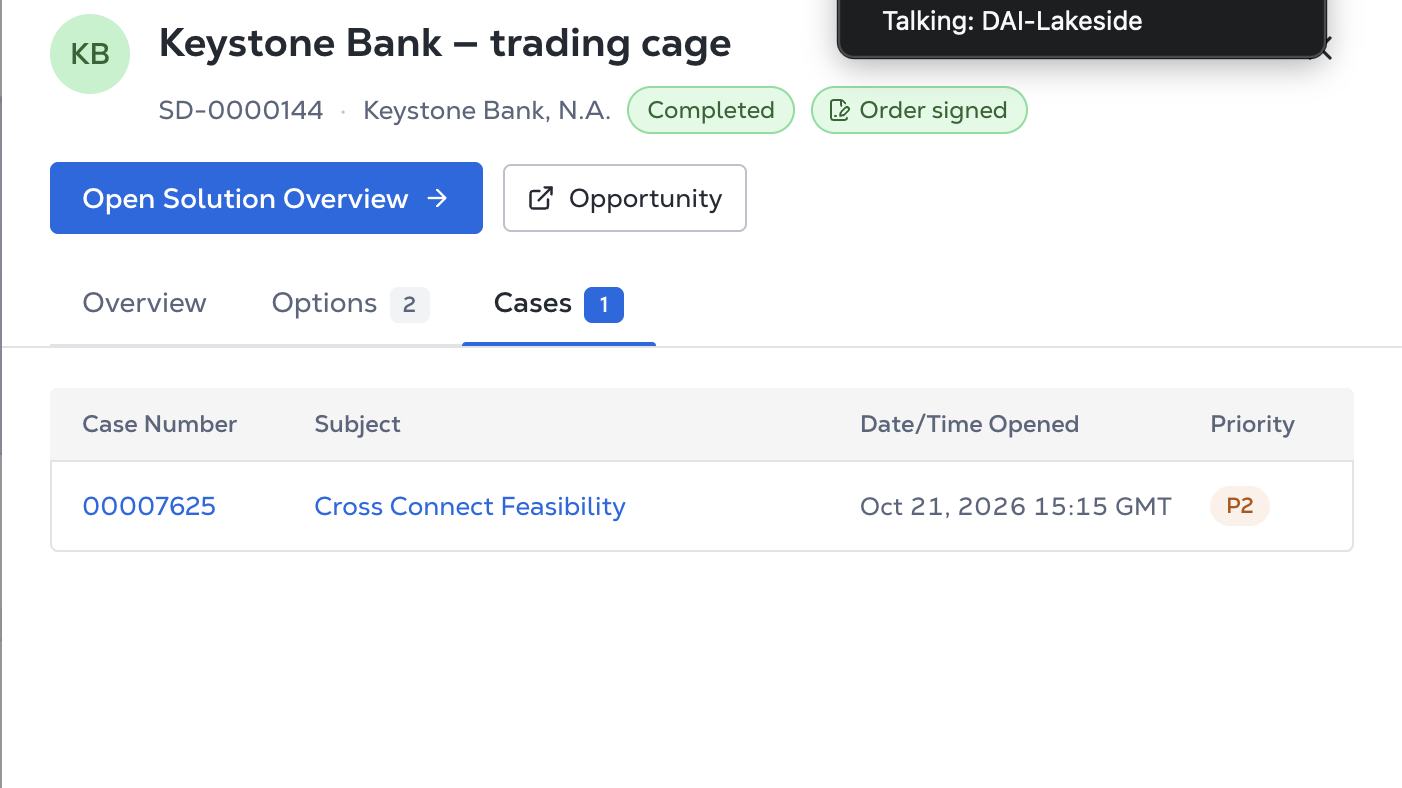 Talking: DAI-Lakeside
KB
Keystone Bank – trading cage
SD-0000144 · Keystone Bank, N.A. Completed Order signed
Open Solution Overview → Opportunity
Overview Options 2 Cases 1
Case Number Subject Date/Time Opened Priority
00007625 Cross Connect Feasibility Oct 21, 2026 15:15 GMT P2